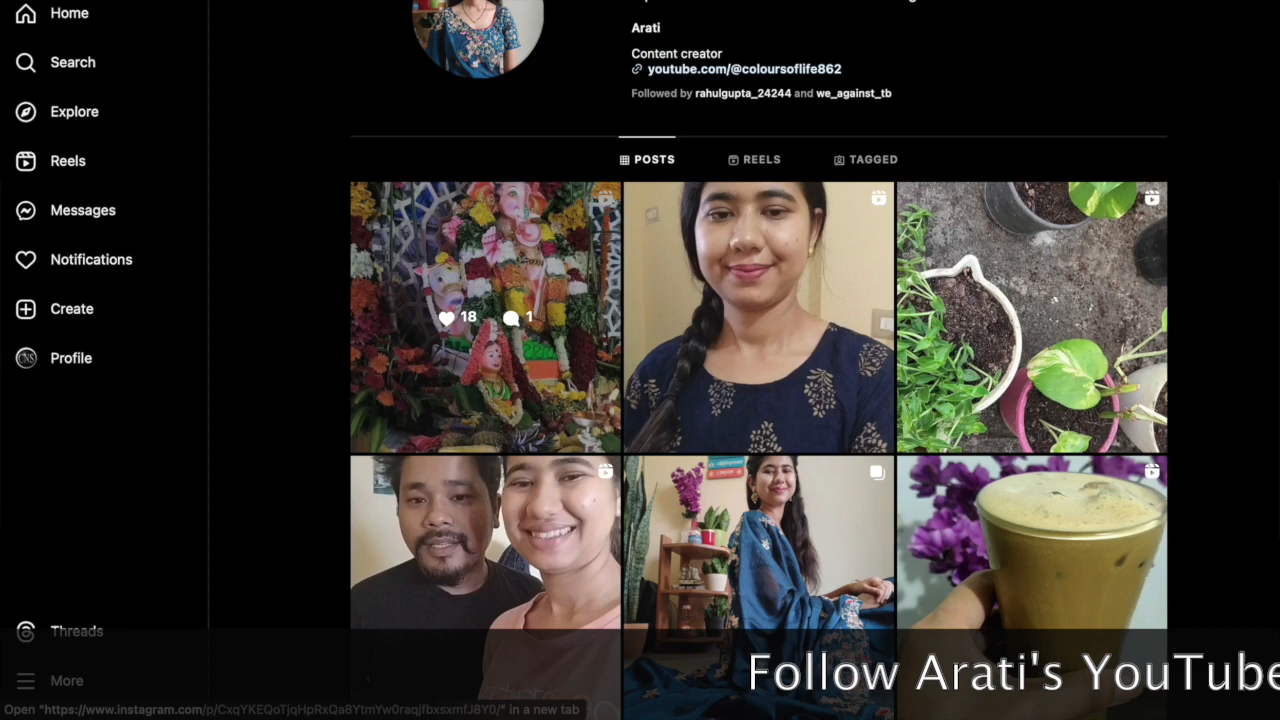 Home
Search
Explore
Reels
Messages
Notifications
Create
Profile
Threads
More
Arati
Content creator
youtube.com/@coloursoflife862
Followed by rahulgupta_24244 and we_against_tb
POSTS
REELS
TAGGED
18
1
Follow Arati's YouTube
Open "https://www.instagram.com/p/CxqYKEQoTjqHpRxQa8YtmYw0raqjfbxsxmfJ8Y0/" in a new tab